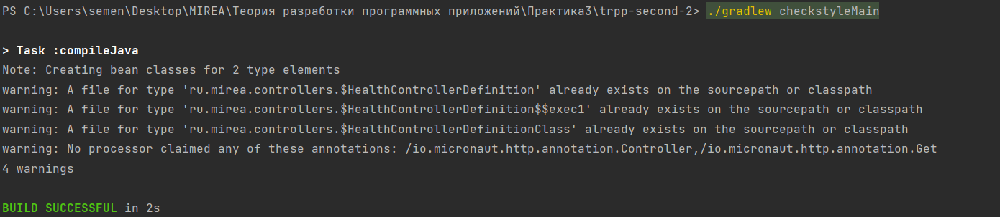 PS C:\Users\semen\Desktop\MIREA\Теория разработки программных приложений\Практика3\trpp-second-2> ./gradlew checkstyleMain
> Task :compileJava
Note: Creating bean classes for 2 type elements
warning: A file for type 'ru.mirea.controllers.$HealthControllerDefinition' already exists on the sourcepath or classpath
warning: A file for type 'ru.mirea.controllers.$HealthControllerDefinition$$exec1' already exists on the sourcepath or classpath
warning: A file for type 'ru.mirea.controllers.$HealthControllerDefinitionClass' already exists on the sourcepath or classpath
warning: No processor claimed any of these annotations: /io.micronaut.http.annotation.Controller,/io.micronaut.http.annotation.Get
4 warnings
BUILD SUCCESSFUL in 2s